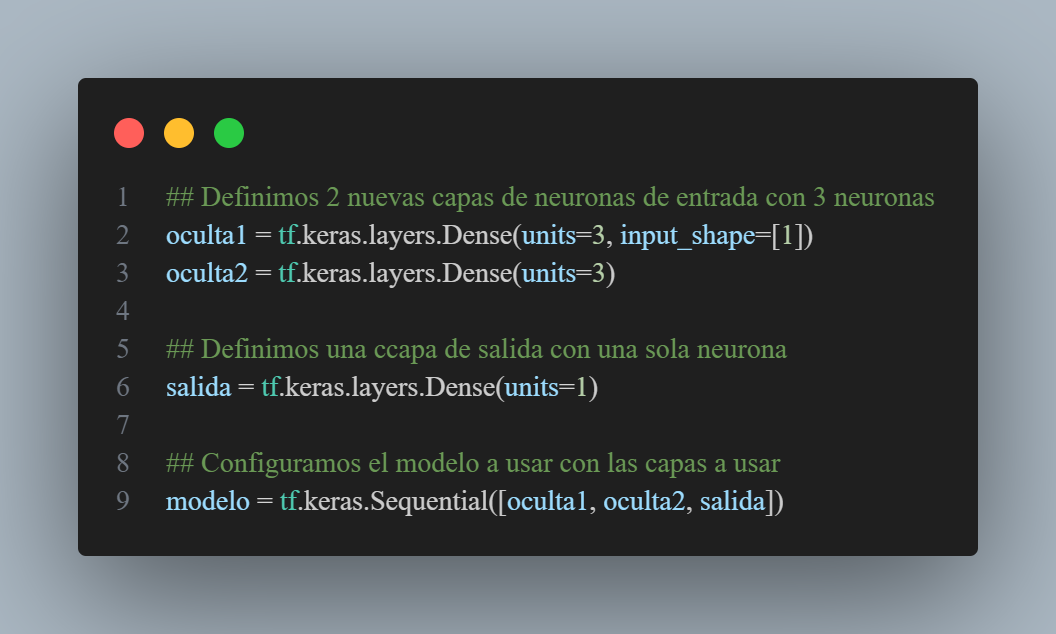 1 ## Definimos 2 nuevas capas de neuronas de entrada con 3 neuronas
2 oculta1 = tf.keras.layers.Dense(units=3, input_shape=[1])
3 oculta2 = tf.keras.layers.Dense(units=3)
4
5 ## Definimos una ccapa de salida con una sola neurona
6 salida = tf.keras.layers.Dense(units=1)
7
8 ## Configuramos el modelo a usar con las capas a usar
9 modelo = tf.keras.Sequential([oculta1, oculta2, salida])